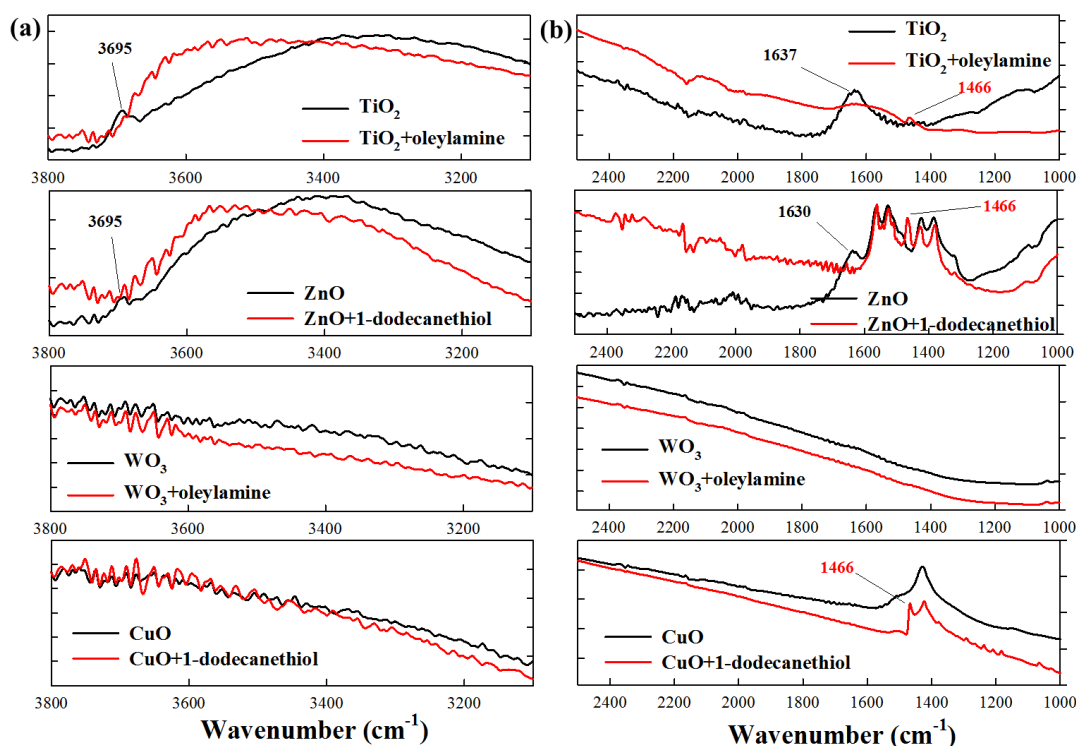 (a)
3695
TiO2
TiO2+oleylamine
3800 3600 3400 3200
3695
ZnO
ZnO+1-dodecanethiol
3800 3600 3400 3200
WO3
WO3+oleylamine
3800 3600 3400 3200
CuO
CuO+1-dodecanethiol
3800 3600 3400 3200
Wavenumber (cm-1)
(b)
TiO2
TiO2+oleylamine
1637
1466
2400 2200 2000 1800 1600 1400 1200 1000
1630
1466
ZnO
ZnO+1-dodecanethiol
2400 2200 2000 1800 1600 1400 1200 1000
WO3
WO3+oleylamine
2400 2200 2000 1800 1600 1400 1200 1000
1466
CuO
CuO+1-dodecanethiol
2400 2200 2000 1800 1600 1400 1200 1000
Wavenumber (cm-1)